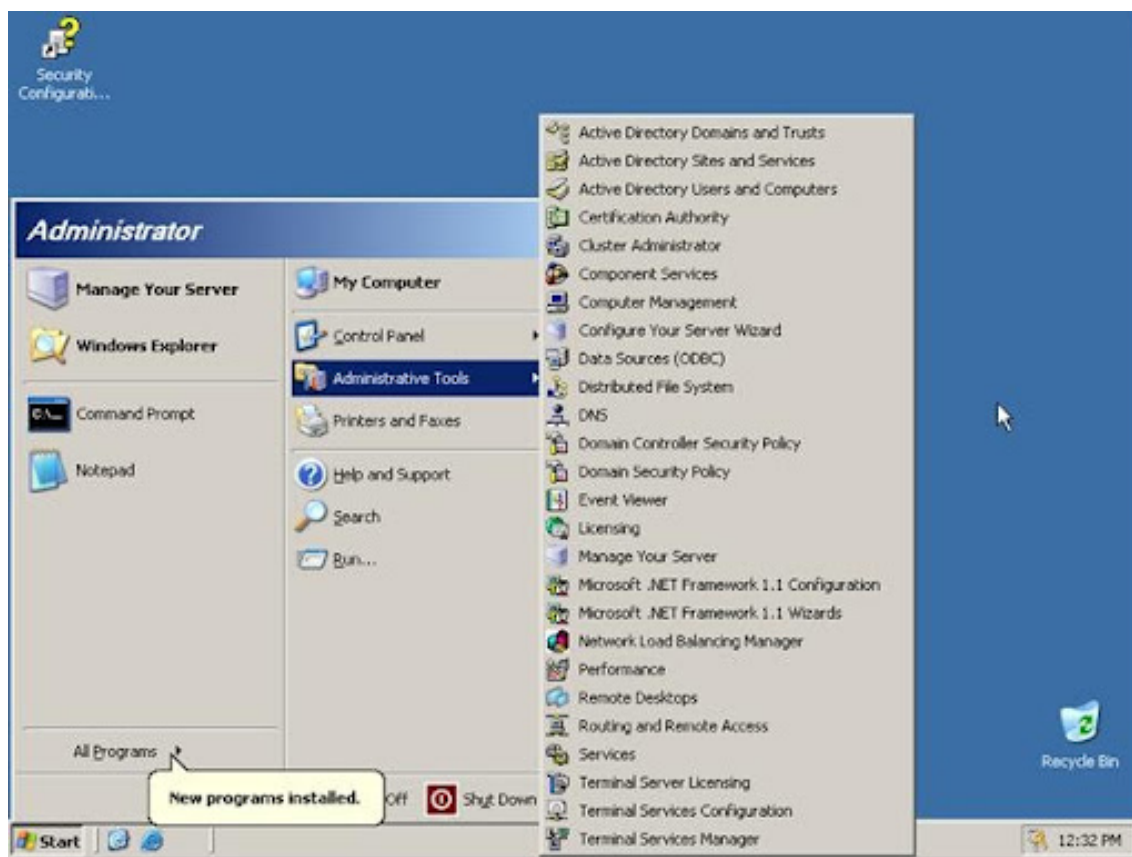 Security
Configurati...
Administrator
Manage Your Server
Windows Explorer
Command Prompt
Notepad
All Programs
My Computer
Control Panel
Administrative Tools
Printers and Faxes
Help and Support
Search
Run...
New programs installed.
Off
Shut Down
Active Directory Domains and Trusts
Active Directory Sites and Services
Active Directory Users and Computers
Certification Authority
Cluster Administrator
Component Services
Computer Management
Configure Your Server Wizard
Data Sources (ODBC)
Distributed File System
DNS
Domain Controller Security Policy
Domain Security Policy
Event Viewer
Licensing
Manage Your Server
Microsoft .NET Framework 1.1 Configuration
Microsoft .NET Framework 1.1 Wizards
Network Load Balancing Manager
Performance
Remote Desktops
Routing and Remote Access
Services
Terminal Server Licensing
Terminal Services Configuration
Terminal Services Manager
Recycle Bin
Start
12:32 PM